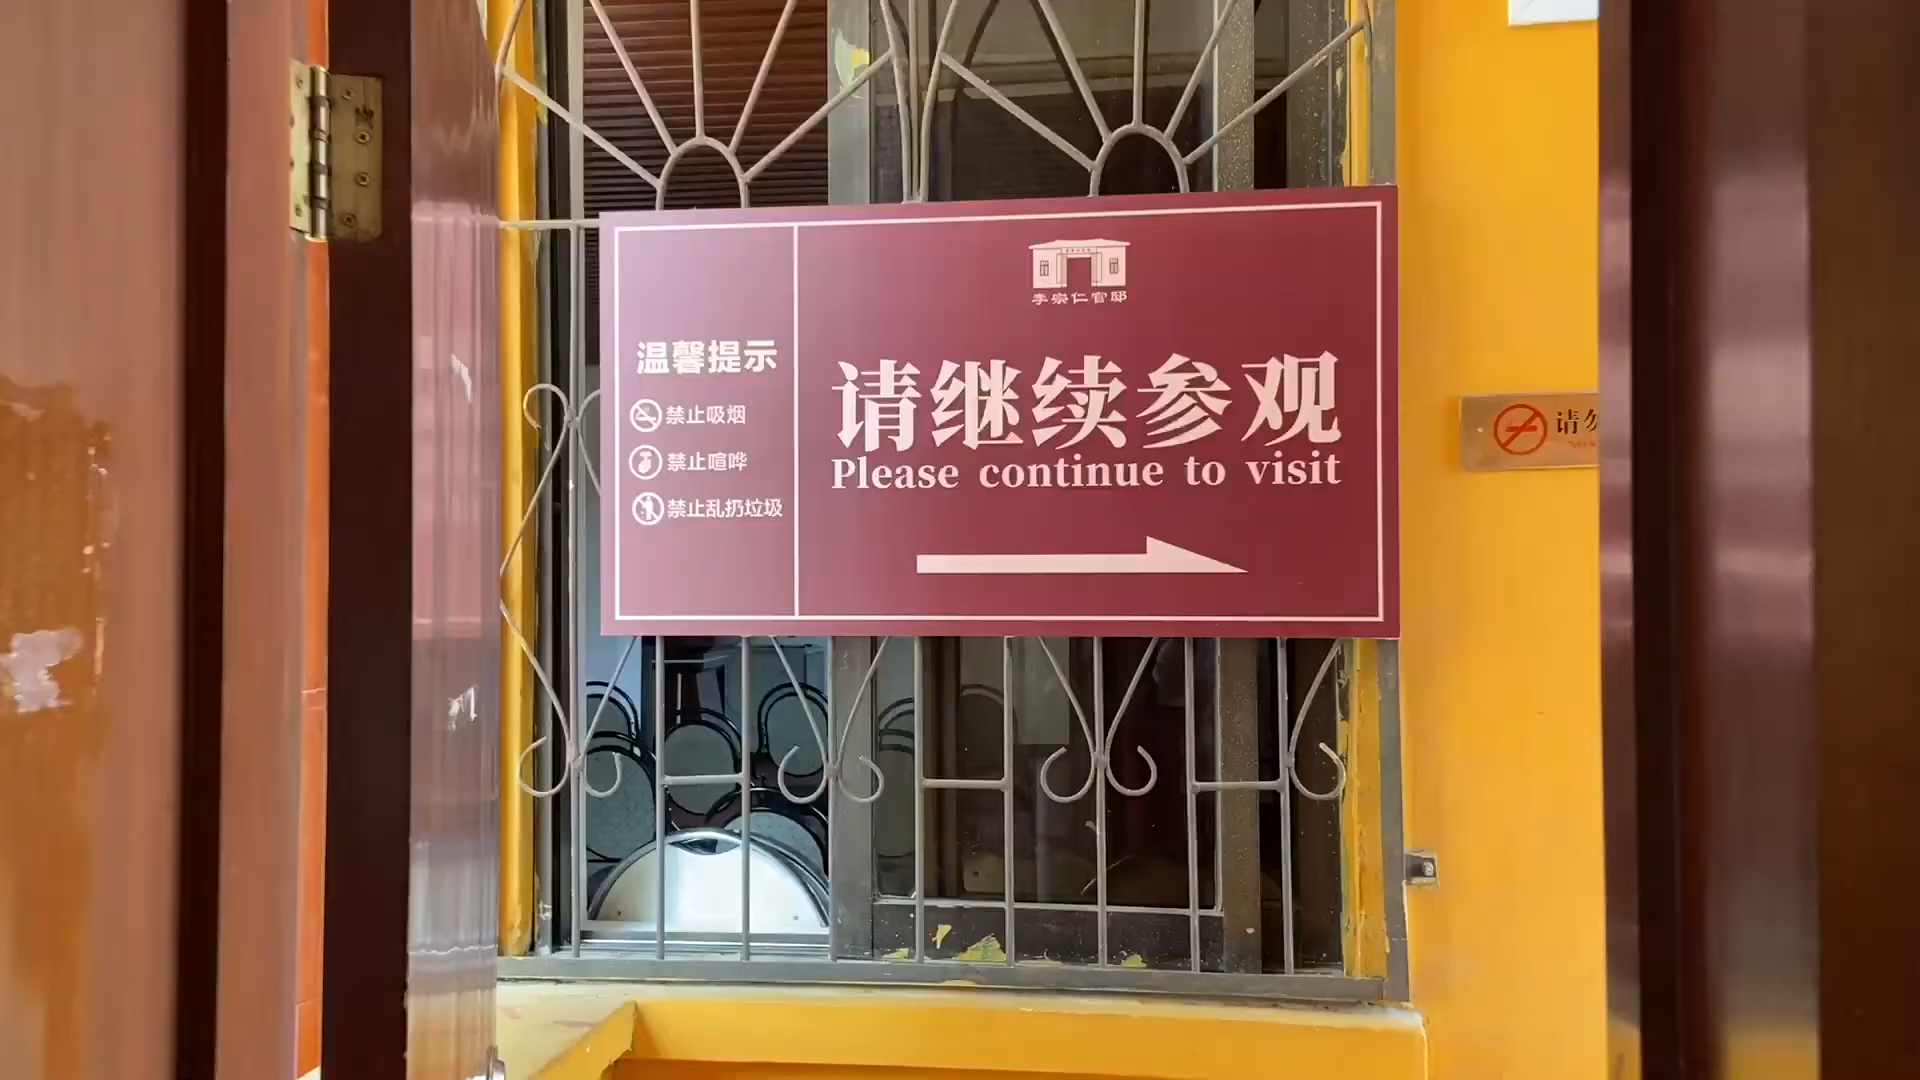 李宗仁官邸
温馨提示
禁止吸烟
禁止喧哗
禁止乱扔垃圾
请继续参观
Please continue to visit
请勿